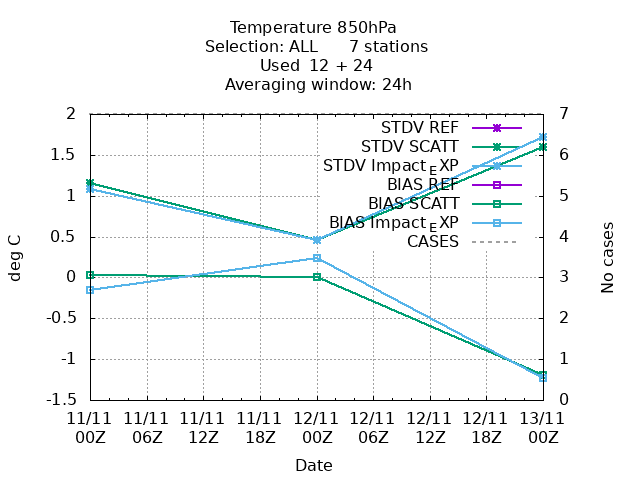 Temperature 850hPa
Selection: ALL 7 stations
Used 12 + 24
Averaging window: 24h
STDV REF
STDV SCATT
STDV Impact_EXP
BIAS REF
BIAS SCATT
BIAS Impact_EXP
CASES
2
1.5
1
0.5
0
-0.5
-1
-1.5
deg C
7
6
5
4
3
2
1
0
No cases
11/11 11/11 11/11 11/11 12/11 12/11 12/11 12/11 13/11
00Z 06Z 12Z 18Z 00Z 06Z 12Z 18Z 00Z
Date